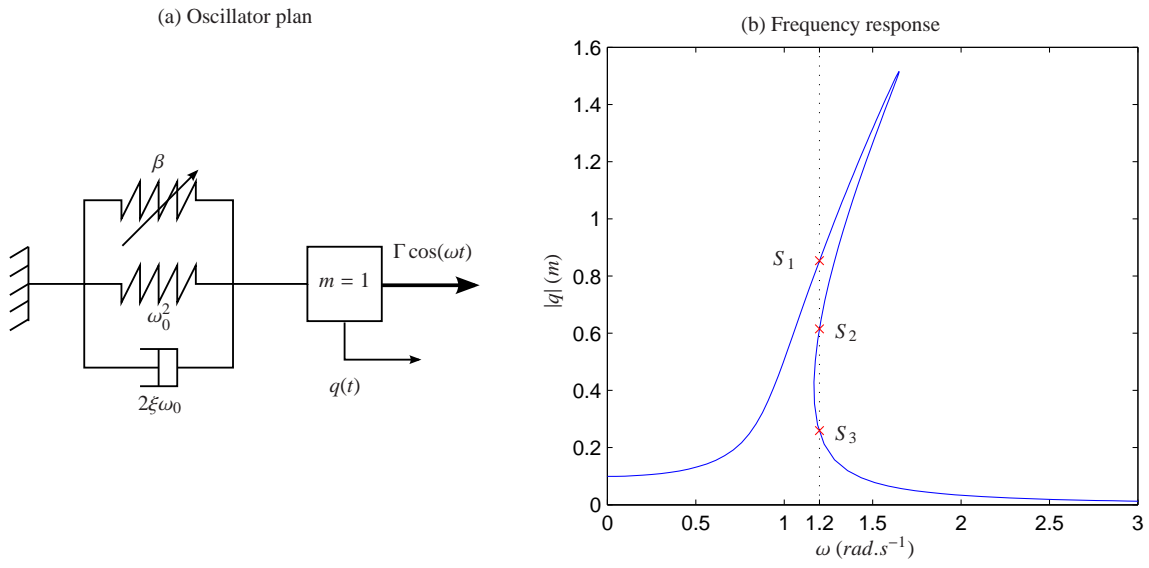 (a) Oscillator plan
β
ω₀²
2ξω₀
m = 1
Γ cos(ωt)
q(t)
(b) Frequency response
|q| (m)
1.6
1.4
1.2
1
0.8
0.6
0.4
0.2
0
S₁
S₂
S₃
0 0.5 1 1.2 1.5 2 2.5 3
ω (rad.s⁻¹)